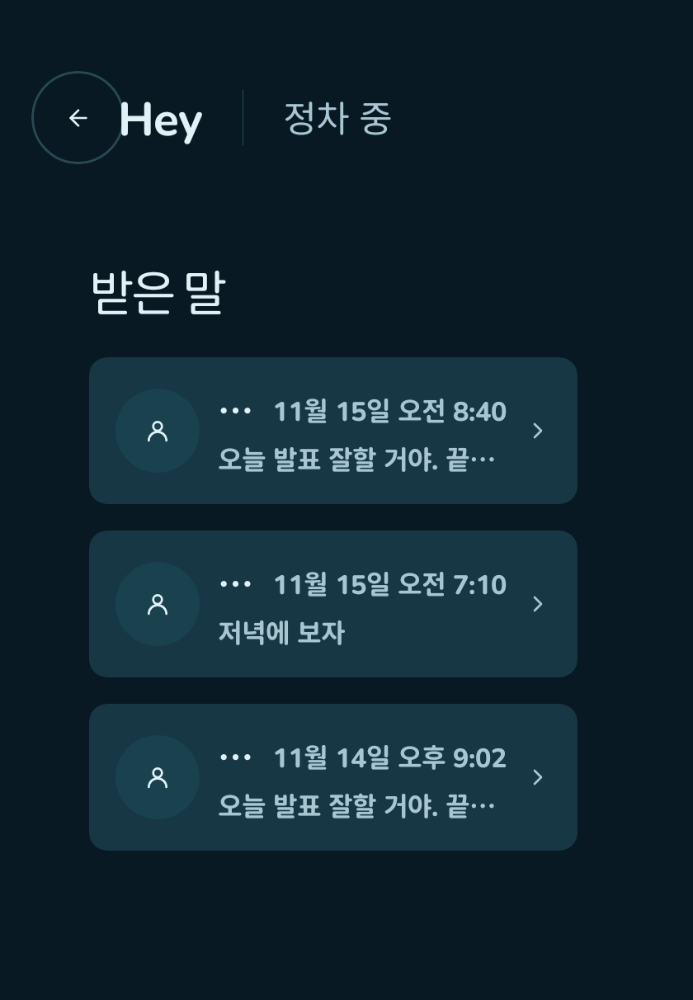 Hey 정차 중
받은 말
··· 11월 15일 오전 8:40
오늘 발표 잘할 거야. 끝···
··· 11월 15일 오전 7:10
저녁에 보자
··· 11월 14일 오후 9:02
오늘 발표 잘할 거야. 끝···